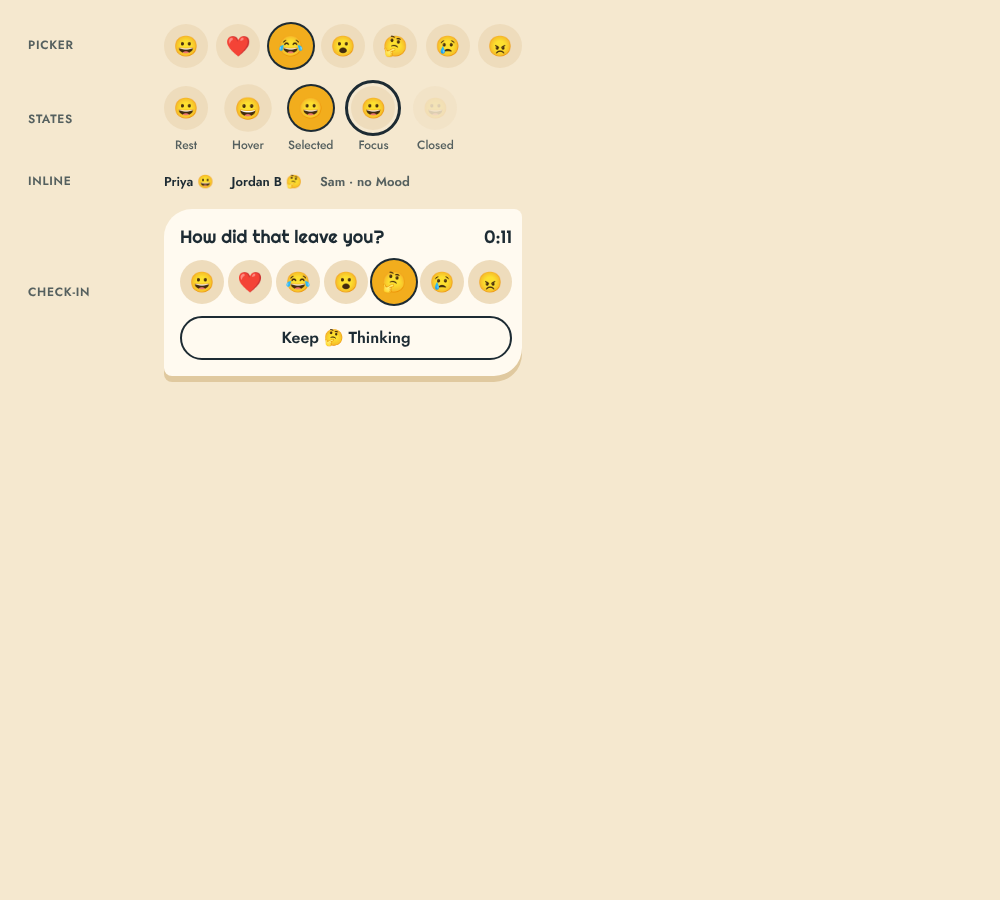 PICKER 😀 ❤️ 😂 😮 🤔 😢 😠
STATES 😀 😀 😀 😀 😀
Rest Hover Selected Focus Closed
INLINE Priya 😀 Jordan B 🤔 Sam · no Mood
How did that leave you? 0:11
CHECK-IN 😀 ❤️ 😂 😮 🤔 😢 😠
Keep 🤔 Thinking